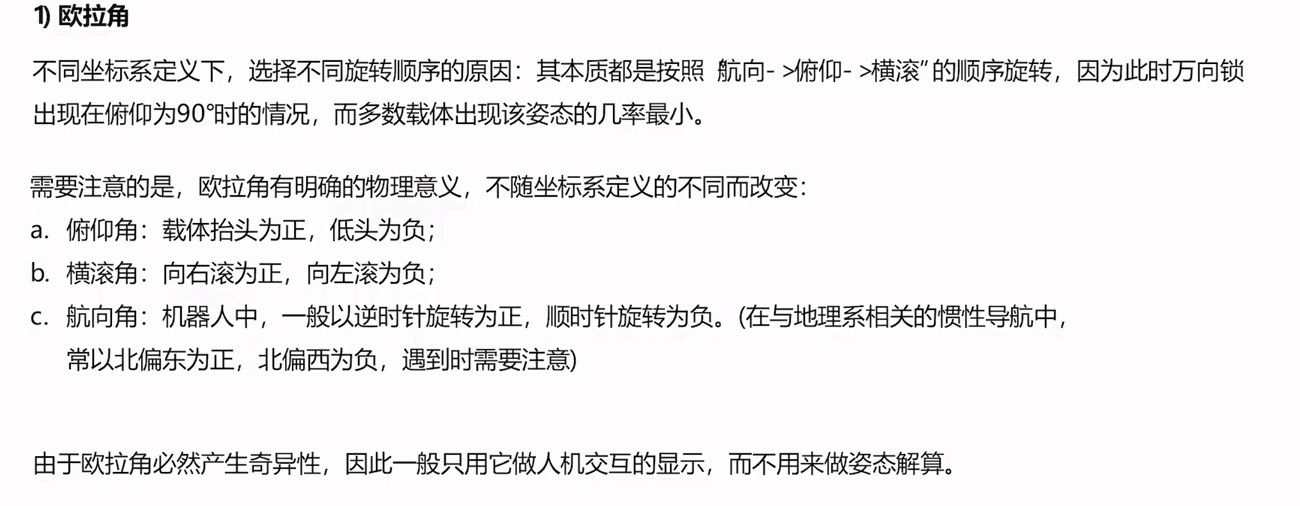 1) 欧拉角
不同坐标系定义下，选择不同旋转顺序的原因：其本质都是按照 航向- >俯仰- >横滚”的顺序旋转，因为此时万向锁
出现在俯仰为90°时的情况，而多数载体出现该姿态的几率最小。
需要注意的是，欧拉角有明确的物理意义，不随坐标系定义的不同而改变：
a. 俯仰角：载体抬头为正，低头为负；
b. 横滚角：向右滚为正，向左滚为负；
c. 航向角：机器人中，一般以逆时针旋转为正，顺时针旋转为负。(在与地理系相关的惯性导航中，
常以北偏东为正，北偏西为负，遇到时需要注意)
由于欧拉角必然产生奇异性，因此一般只用它做人机交互的显示，而不用来做姿态解算。